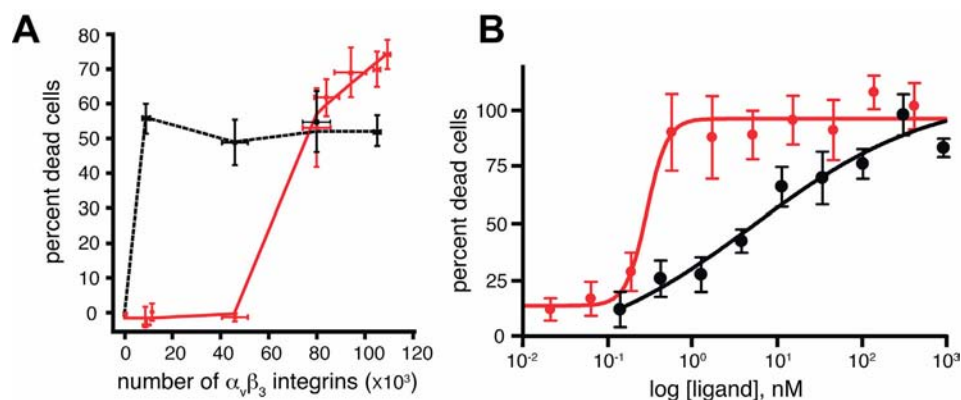 A
percent dead cells
80
70
60
50
40
30
20
10
0
0 20 40 60 80 100 120
number of αᵥβ₃ integrins (x10³)
B
percent dead cells
100
75
50
25
0
10⁻² 10⁻¹ 10⁰ 10¹ 10² 10³
log [ligand], nM